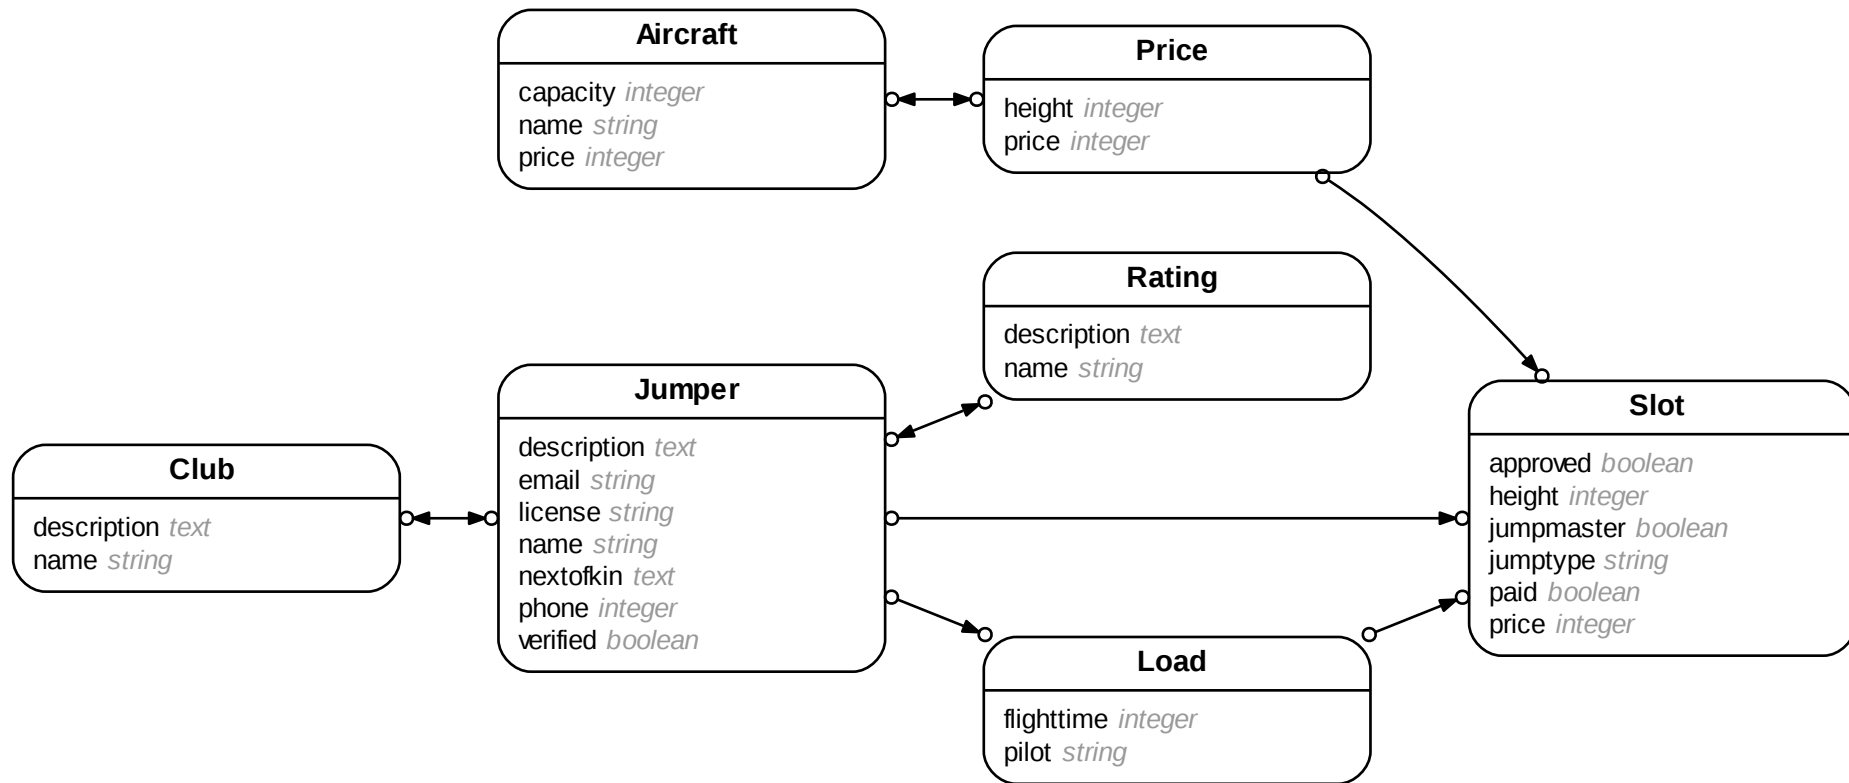 Aircraft
capacity integer
name string
price integer
Price
height integer
price integer
Rating
description text
name string
Jumper
description text
email string
license string
name string
nextofkin text
phone integer
verified boolean
Club
description text
name string
Slot
approved boolean
height integer
jumpmaster boolean
jumptype string
paid boolean
price integer
Load
flighttime integer
pilot string